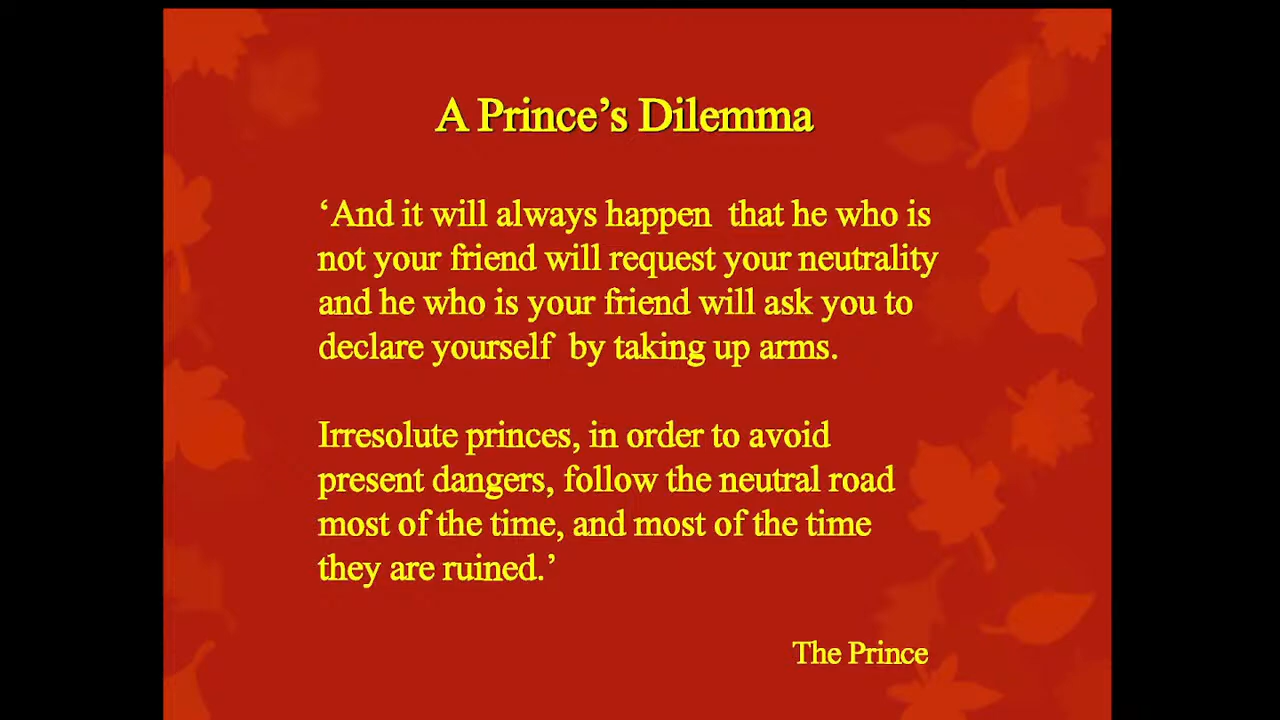 A Prince’s Dilemma
‘And it will always happen  that he who is
not your friend will request your neutrality
and he who is your friend will ask you to
declare yourself  by taking up arms.
Irresolute princes, in order to avoid
present dangers, follow the neutral road
most of the time, and most of the time
they are ruined.’
The Prince